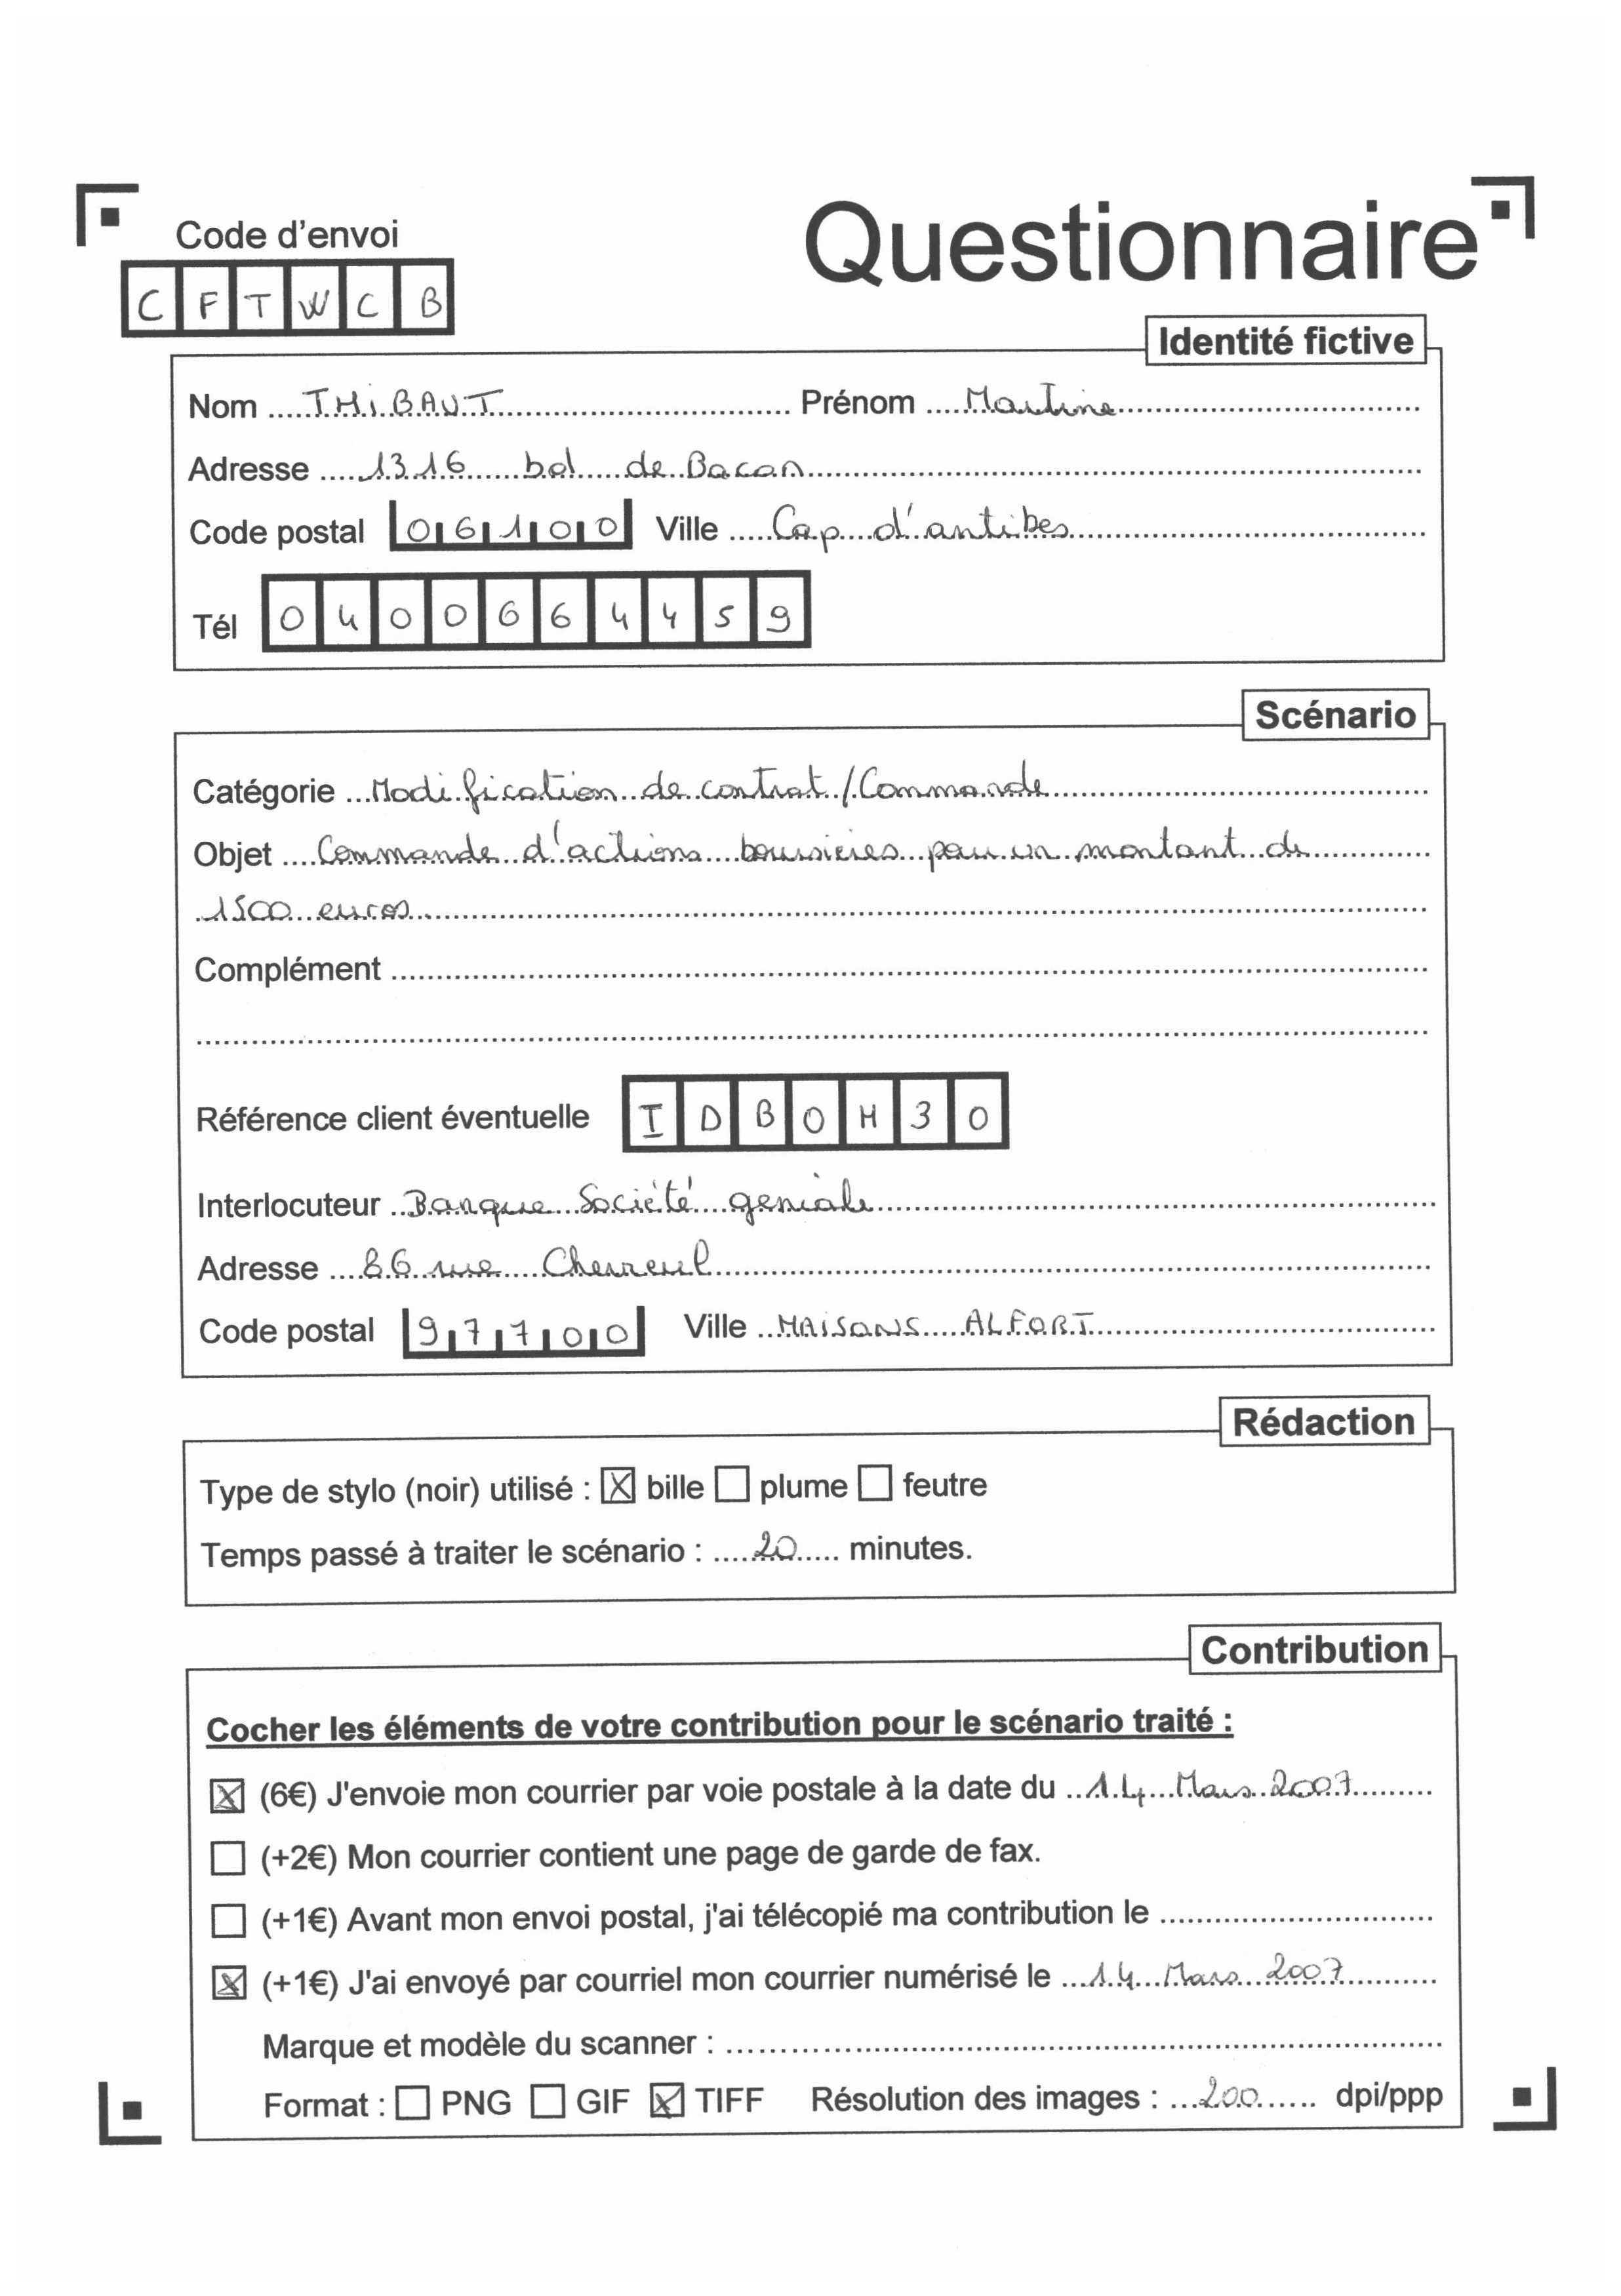 Code d'envoi
Questionnaire
C F T W C B
Identité fictive
Nom THiBAUT Prénom Martine
Adresse 1316 bd de Bacon
Code postal 06100 Ville Cap d'antibes
Tél 0400664459
Scénario
Catégorie Modification de contrat / Commande
Objet Commande d'actions boursieres pour un montant de
1500 euros
Complément
Référence client éventuelle I D B O H 3 0
Interlocuteur Banque Société geniale
Adresse 86 rue Chevreul
Code postal 97700 Ville MAiSONS ALFORT
Rédaction
Type de stylo (noir) utilisé : ☒ bille ☐ plume ☐ feutre
Temps passé à traiter le scénario : 20 minutes.
Contribution
Cocher les éléments de votre contribution pour le scénario traité :
☒ (6€) J'envoie mon courrier par voie postale à la date du 14 Mars 2007
☐ (+2€) Mon courrier contient une page de garde de fax.
☐ (+1€) Avant mon envoi postal, j'ai télécopié ma contribution le
☒ (+1€) J'ai envoyé par courriel mon courrier numérisé le 14 Mars 2007
Marque et modèle du scanner :
Format : ☐ PNG ☐ GIF ☒ TIFF Résolution des images : 200 dpi/ppp